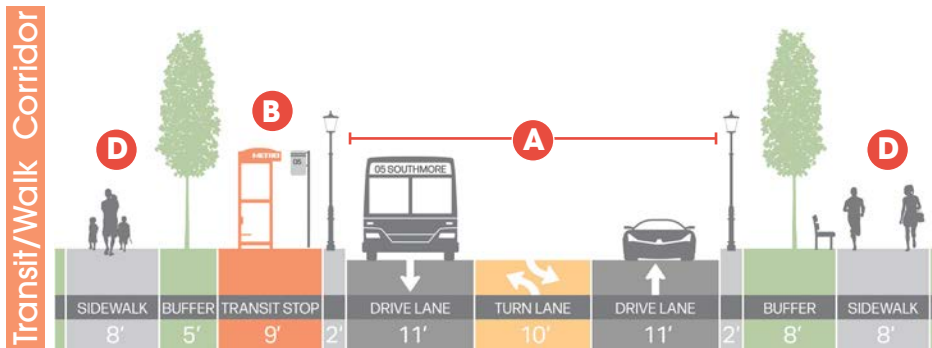 Transit/Walk Corridor
D
B
A
D
METRO
05
05 SOUTHMORE
SIDEWALK BUFFER TRANSIT STOP DRIVE LANE TURN LANE DRIVE LANE BUFFER SIDEWALK
8' 5' 9' 2' 11' 10' 11' 2' 8' 8'